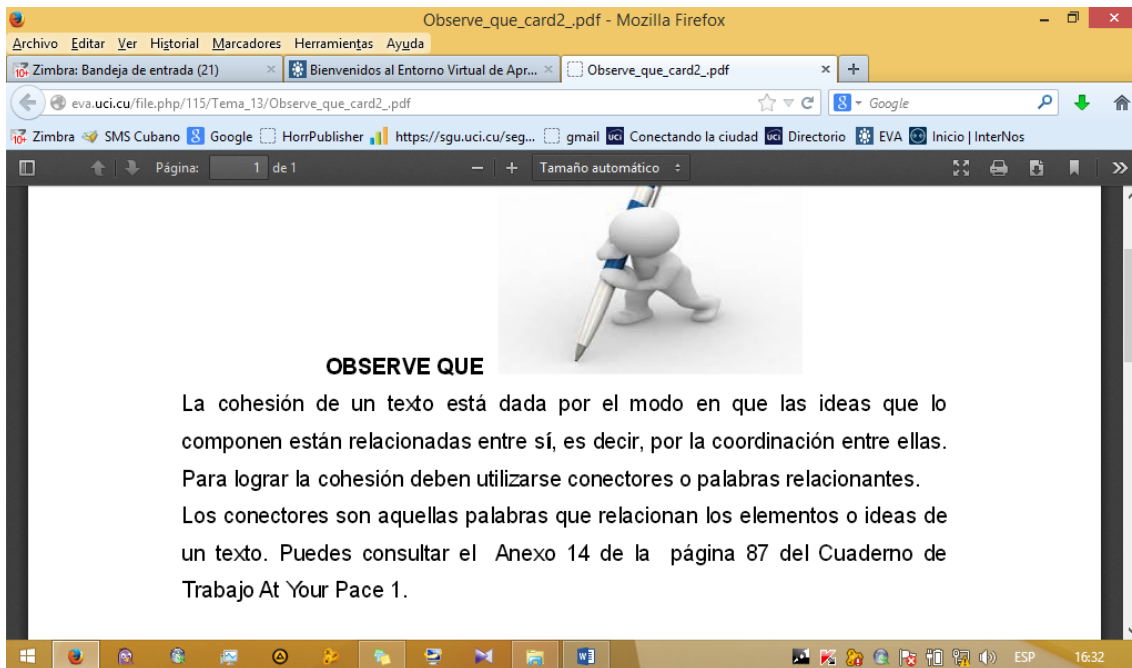 Observe_que_card2_.pdf - Mozilla Firefox
Archivo Editar Ver Historial Marcadores Herramientas Ayuda
Zimbra: Bandeja de entrada (21) × Bienvenidos al Entorno Virtual de Apr... × Observe_que_card2_.pdf × +
eva.uci.cu/file.php/115/Tema_13/Observe_que_card2_.pdf 8 Google
Zimbra SMS Cubano 8 Google HorrPublisher https://sgu.uci.cu/seg... gmail uci Conectando la ciudad uci Directorio EVA Inicio | InterNos
Página: 1 de 1 − + Tamaño automático
OBSERVE QUE
La cohesión de un texto está dada por el modo en que las ideas que lo
componen están relacionadas entre sí, es decir, por la coordinación entre ellas.
Para lograr la cohesión deben utilizarse conectores o palabras relacionantes.
Los conectores son aquellas palabras que relacionan los elementos o ideas de
un texto. Puedes consultar el Anexo 14 de la página 87 del Cuaderno de
Trabajo At Your Pace 1.
ESP 16:32